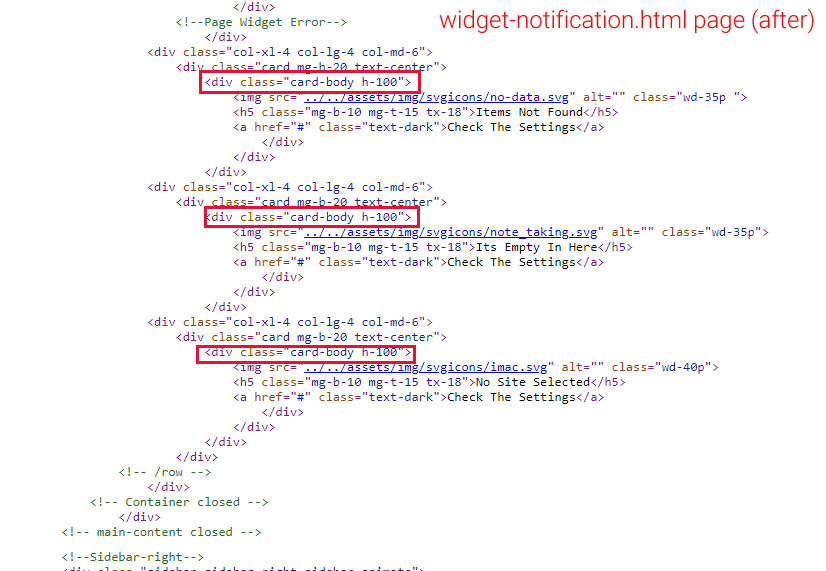 </div>
<!--Page Widget Error-->
widget-notification.html page (after)
</div>
<div class="col-xl-4 col-lg-4 col-md-6">
<div class="card mg-b-20 text-center">
<div class="card-body h-100">
<img src="../../assets/img/svgicons/no-data.svg" alt="" class="wd-35p ">
<h5 class="mg-b-10 mg-t-15 tx-18">Items Not Found</h5>
<a href="#" class="text-dark">Check The Settings</a>
</div>
</div>
</div>
<div class="col-xl-4 col-lg-4 col-md-6">
<div class="card mg-b-20 text-center">
<div class="card-body h-100">
<img src="../../assets/img/svgicons/note_taking.svg" alt="" class="wd-35p">
<h5 class="mg-b-10 mg-t-15 tx-18">Its Empty In Here</h5>
<a href="#" class="text-dark">Check The Settings</a>
</div>
</div>
</div>
<div class="col-xl-4 col-lg-4 col-md-6">
<div class="card mg-b-20 text-center">
<div class="card-body h-100">
<img src="../../assets/img/svgicons/imac.svg" alt="" class="wd-40p">
<h5 class="mg-b-10 mg-t-15 tx-18">No Site Selected</h5>
<a href="#" class="text-dark">Check The Settings</a>
</div>
</div>
</div>
</div>
<!-- /row -->
</div>
<!-- Container closed -->
</div>
<!-- main-content closed -->
<!--Sidebar-right-->
<div class="sidebar sidebar-right sidebar-animate">